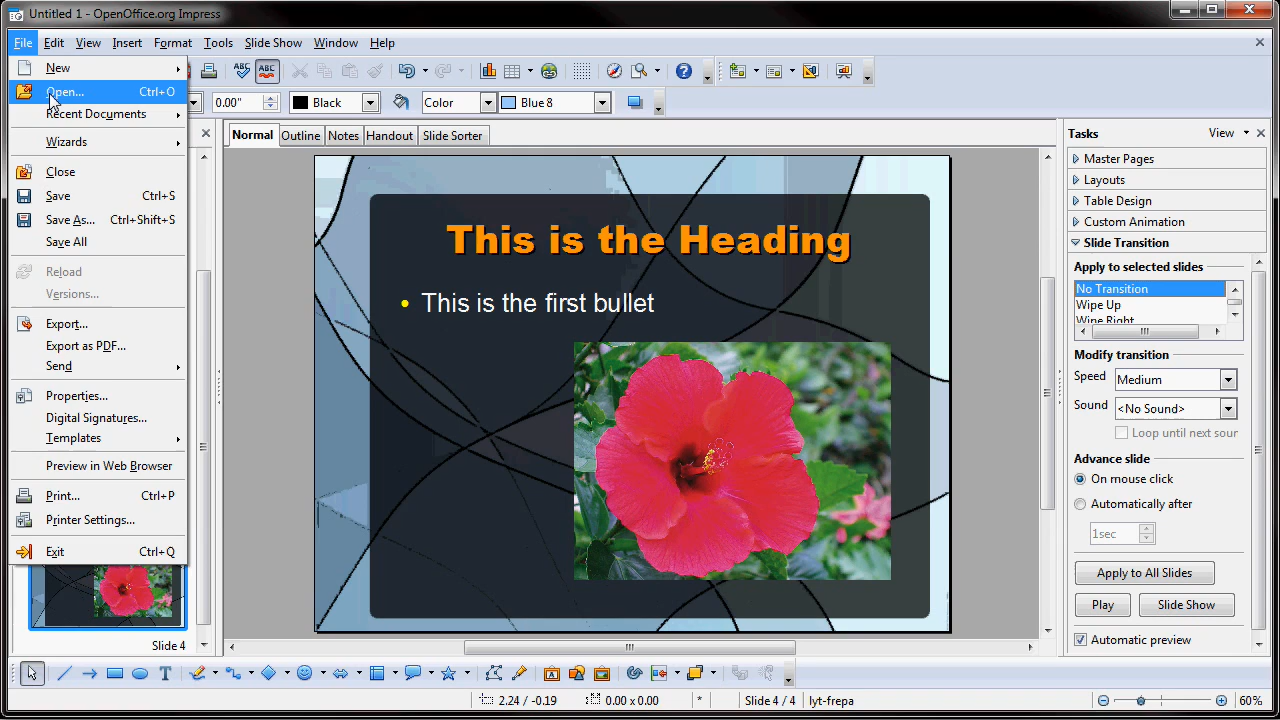 Untitled 1 - OpenOffice.org Impress
File Edit View Insert Format Tools Slide Show Window Help
New
Open... Ctrl+O
Recent Documents
Wizards
Close
Save Ctrl+S
Save As... Ctrl+Shift+S
Save All
Reload
Versions...
Export...
Export as PDF...
Send
Properties...
Digital Signatures...
Templates
Preview in Web Browser
Print... Ctrl+P
Printer Settings...
Exit Ctrl+Q
ABC
ABC
0.00"
Black
Color
Blue 8
Normal Outline Notes Handout Slide Sorter
This is the Heading
• This is the first bullet
Slide 4
Tasks View
Master Pages
Layouts
Table Design
Custom Animation
Slide Transition
Apply to selected slides
No Transition
Wipe Up
Wipe Right
Modify transition
Speed Medium
Sound <No Sound>
Loop until next sour
Advance slide
On mouse click
Automatically after
1sec
Apply to All Slides
Play Slide Show
Automatic preview
2.24 / -0.19 0.00 x 0.00 * Slide 4 / 4 lyt-frepa 60%